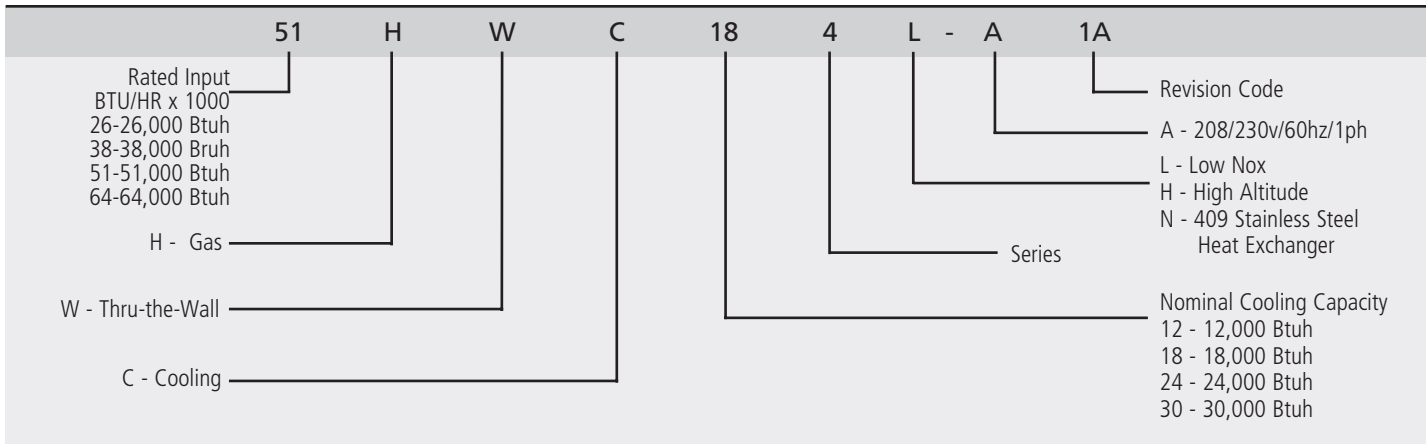 51 H W C 18 4 L - A 1A
Rated Input
BTU/HR x 1000
26-26,000 Btuh
38-38,000 Bruh
51-51,000 Btuh
64-64,000 Btuh
H - Gas
W - Thru-the-Wall
C - Cooling
Revision Code
A - 208/230v/60hz/1ph
L - Low Nox
H - High Altitude
N - 409 Stainless Steel
Heat Exchanger
Series
Nominal Cooling Capacity
12 - 12,000 Btuh
18 - 18,000 Btuh
24 - 24,000 Btuh
30 - 30,000 Btuh